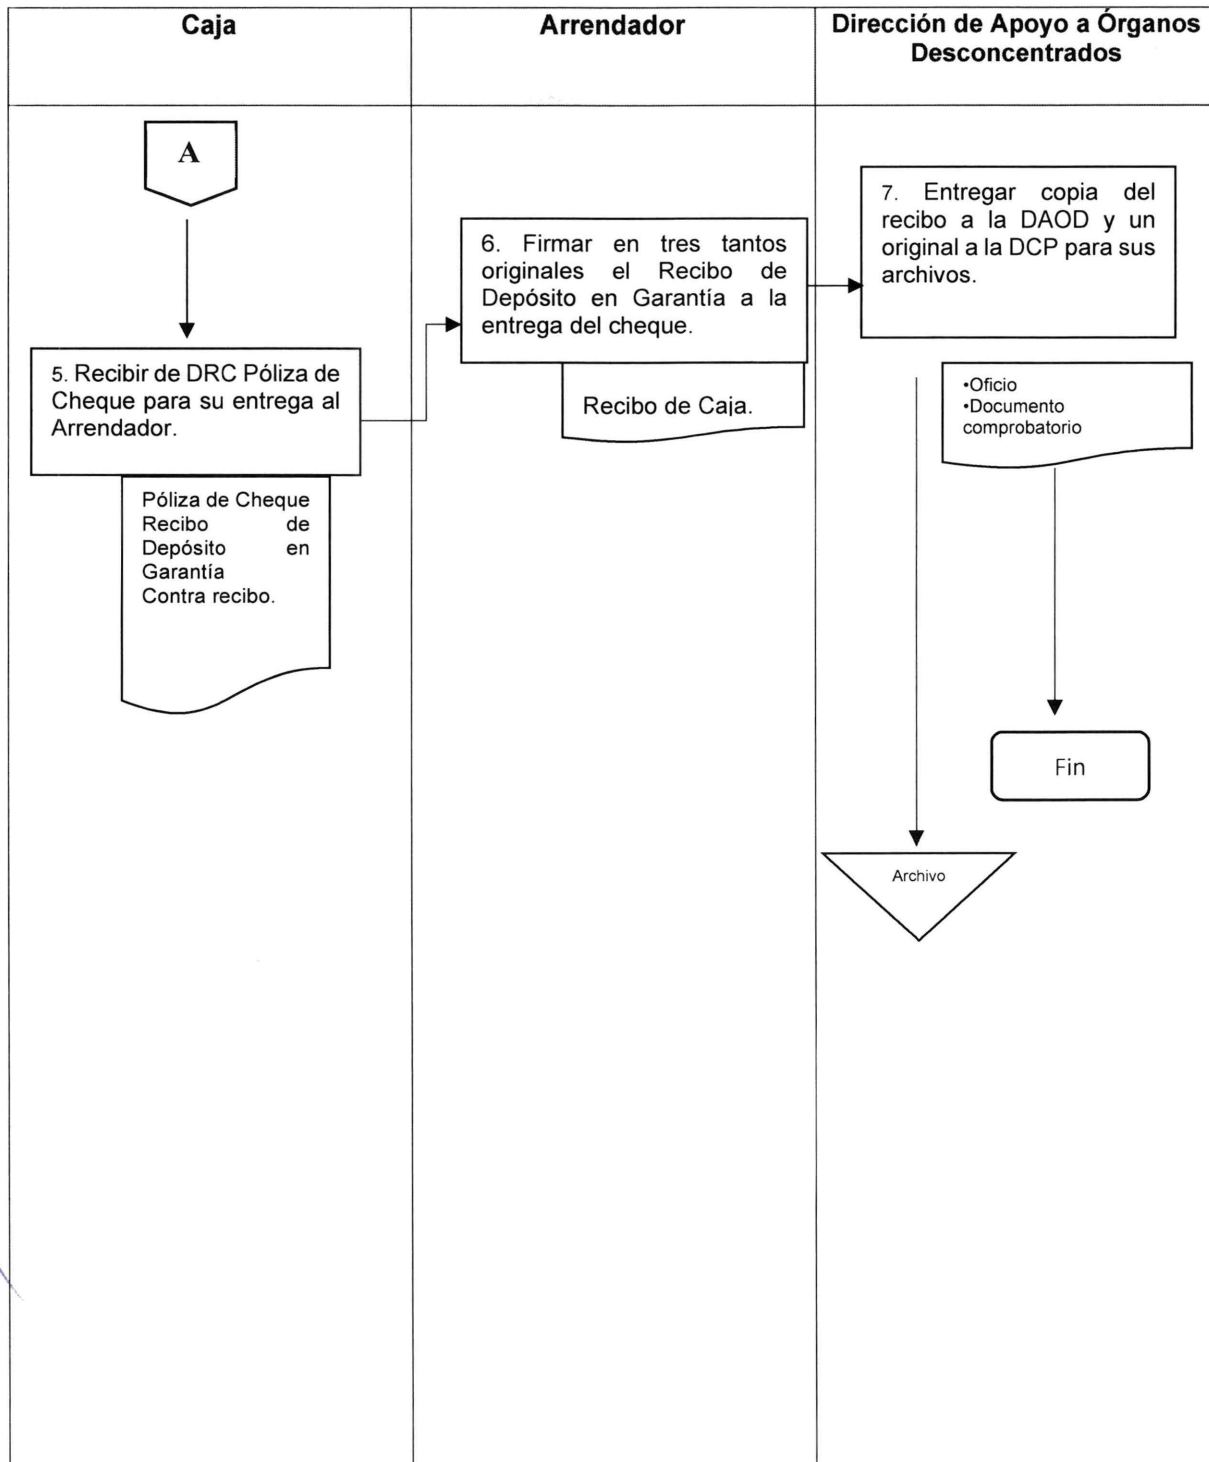 Caja
Arrendador
Dirección de Apoyo a Órganos
Desconcentrados
A
5. Recibir de DRC Póliza de
Cheque para su entrega al
Arrendador.
Póliza de Cheque
Recibo de
Depósito en
Garantía
Contra recibo.
6. Firmar en tres tantos
originales el Recibo de
Depósito en Garantía a la
entrega del cheque.
Recibo de Caja.
7. Entregar copia del
recibo a la DAOD y un
original a la DCP para sus
archivos.
•Oficio
•Documento
comprobatorio
Fin
Archivo